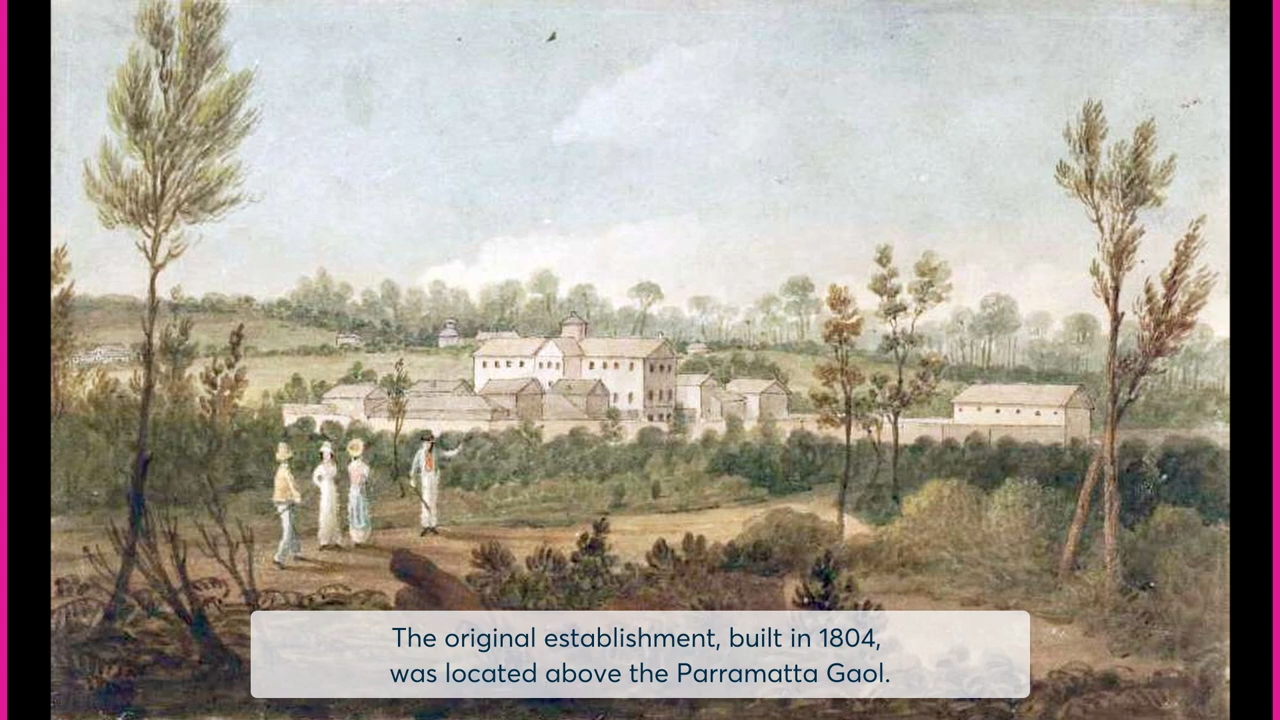 The original establishment, built in 1804,
was located above the Parramatta Gaol.